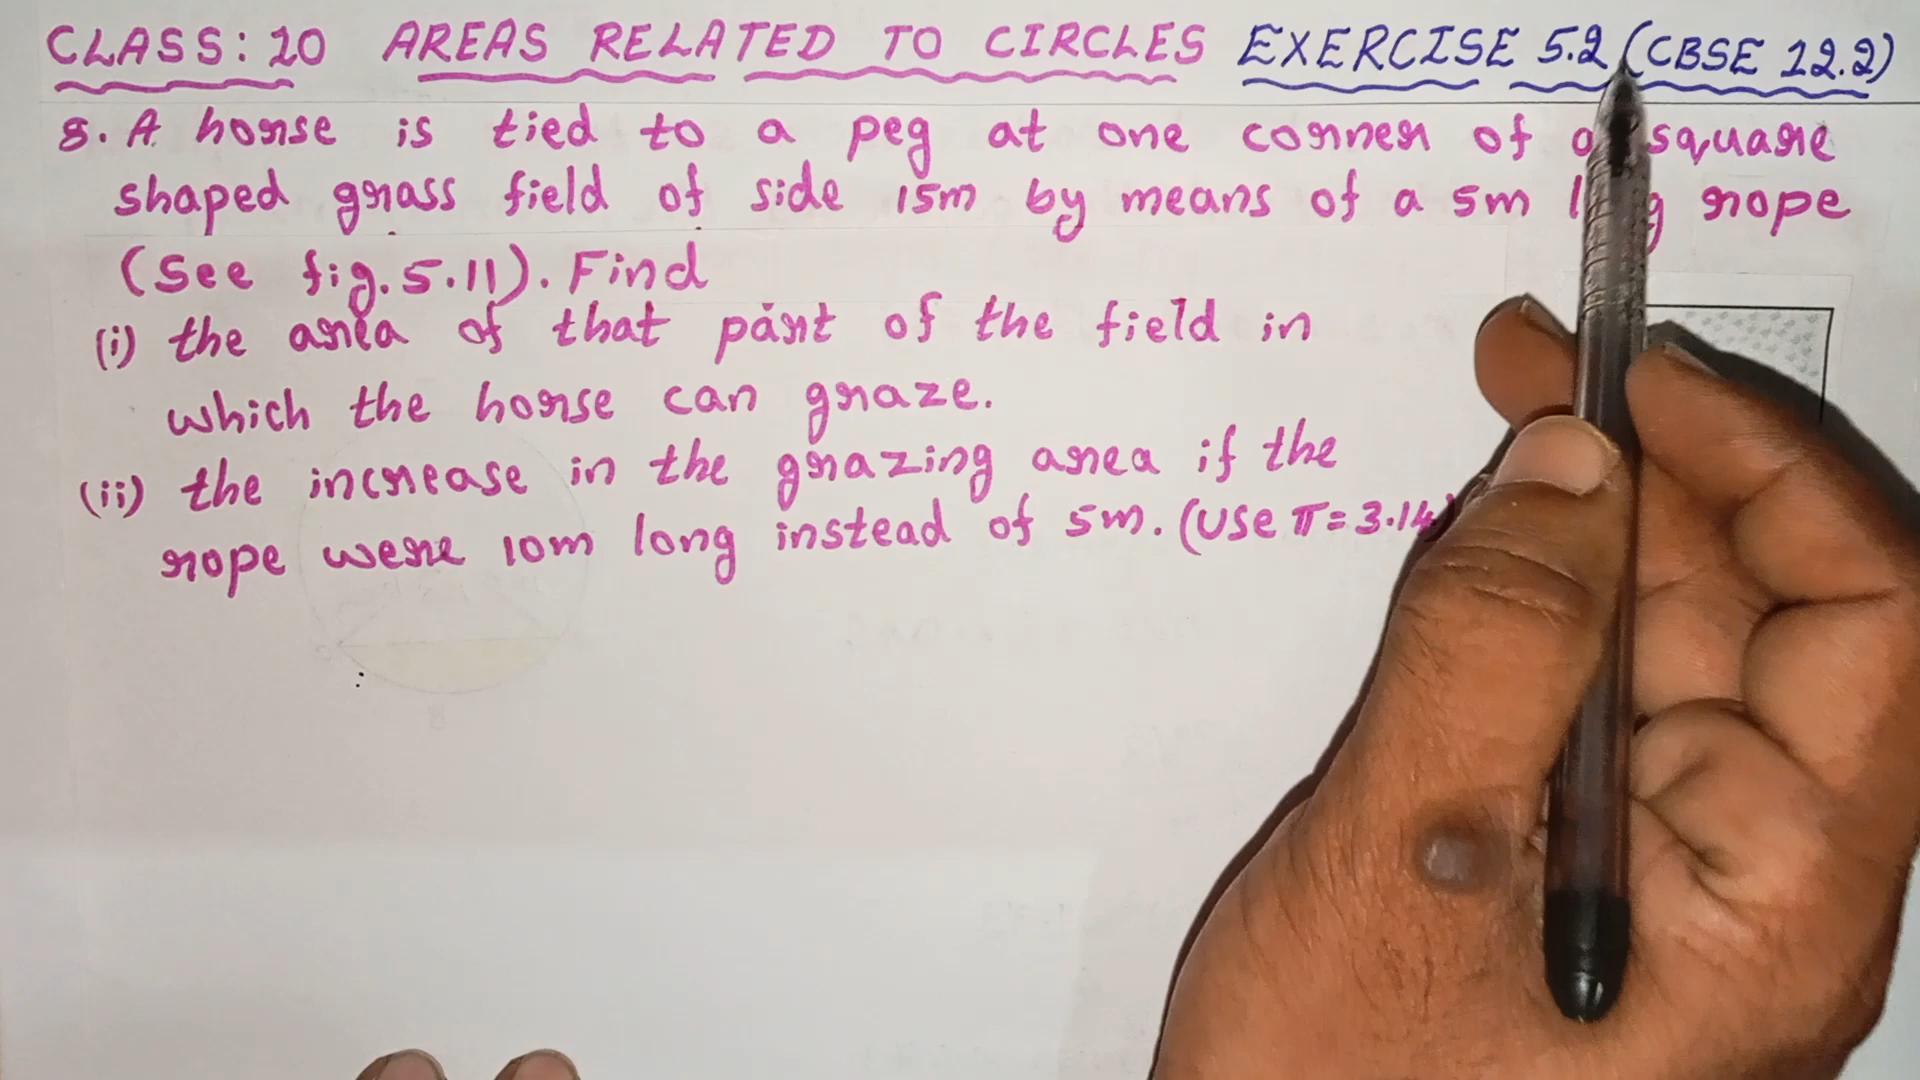 CLASS: 10 AREAS RELATED TO CIRCLES EXERCISE 5.2 (CBSE 12.2)
8. A horse is tied to a peg at one corner of a square
shaped grass field of side 15m by means of a 5m rope
(See fig. 5.11). Find
(i) the area of that part of the field in
which the horse can graze.
(ii) the increase in the grazing area if the
rope were 10m long instead of 5m. (Use π = 3.14)